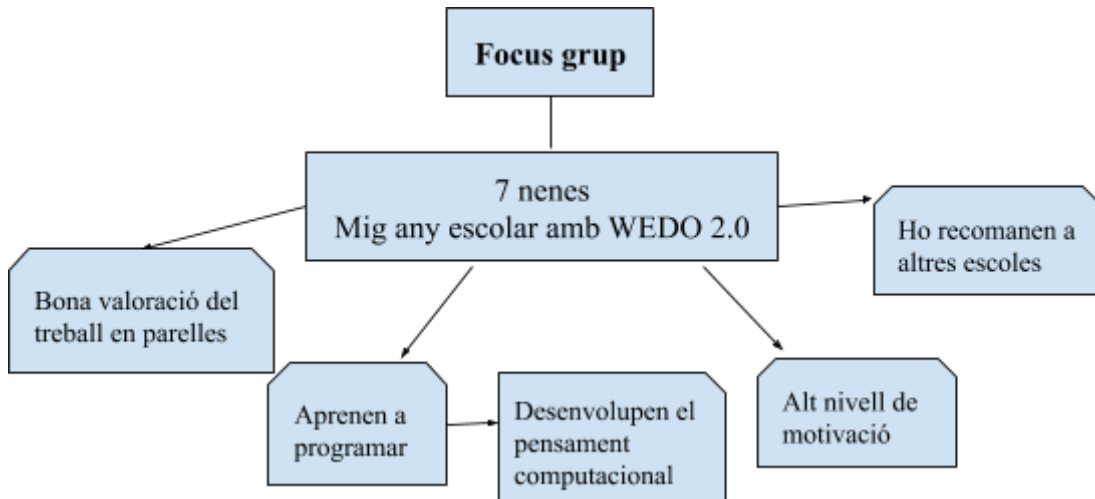 Focus grup
7 nenes
Mig any escolar amb WEDO 2.0
Ho recomanen a
altres escoles
Bona valoració del
treball en parelles
Aprenen a
programar
Desenvolupen el
pensament
computacional
Alt nivell de
motivació